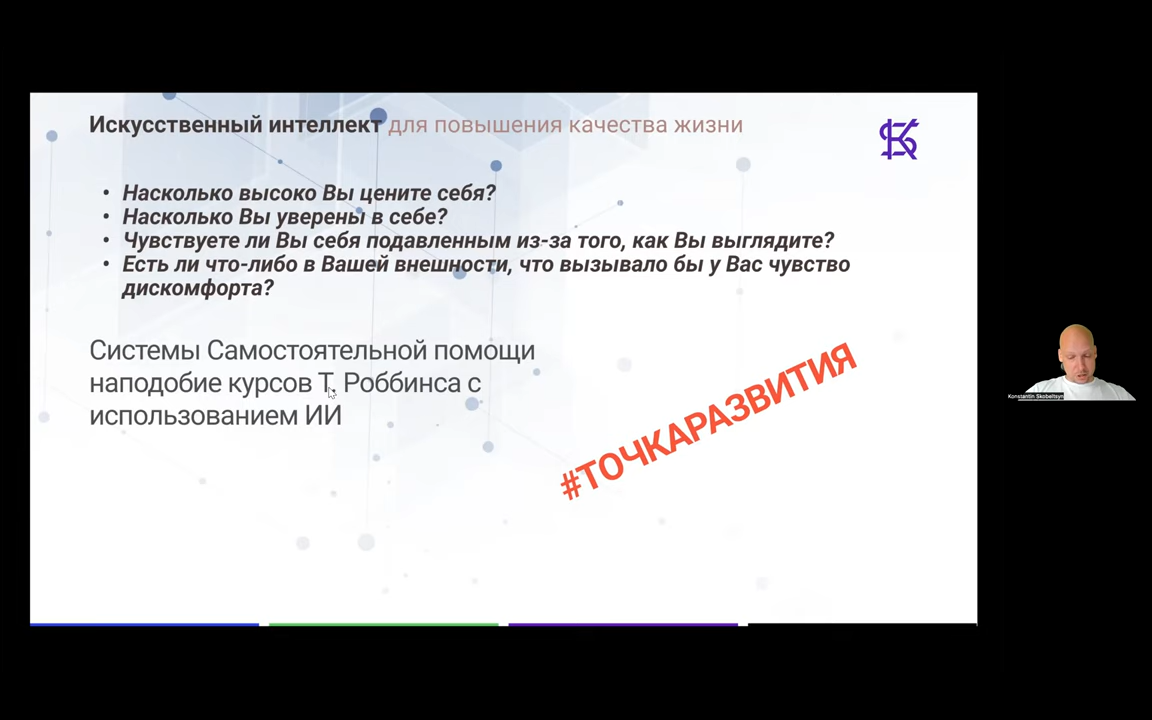 Искусственный интеллект для повышения качества жизни
• Насколько высоко Вы цените себя?
• Насколько Вы уверены в себе?
• Чувствуете ли Вы себя подавленным из-за того, как Вы выглядите?
• Есть ли что-либо в Вашей внешности, что вызывало бы у Вас чувство
дискомфорта?
Системы Самостоятельной помощи
наподобие курсов Т. Роббинса с
использованием ИИ
#ТОЧКАРАЗВИТИЯ
Konstantin Skobeltsyn